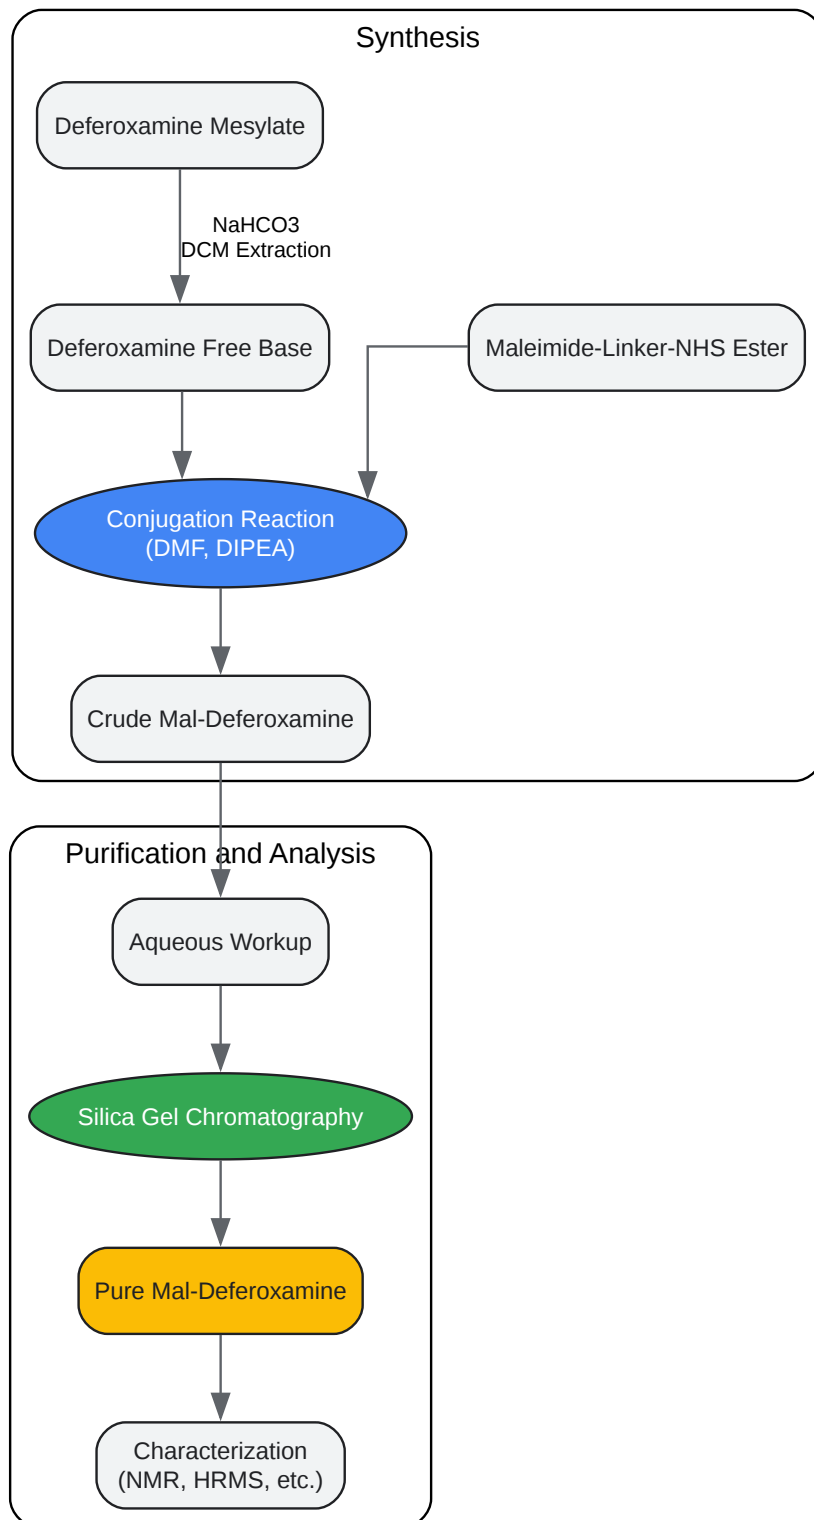 Synthesis
Deferoxamine Mesylate
NaHCO3
DCM Extraction
Deferoxamine Free Base
Maleimide-Linker-NHS Ester
Conjugation Reaction
(DMF, DIPEA)
Crude Mal-Deferoxamine
Purification and Analysis
Aqueous Workup
Silica Gel Chromatography
Pure Mal-Deferoxamine
Characterization
(NMR, HRMS, etc.)